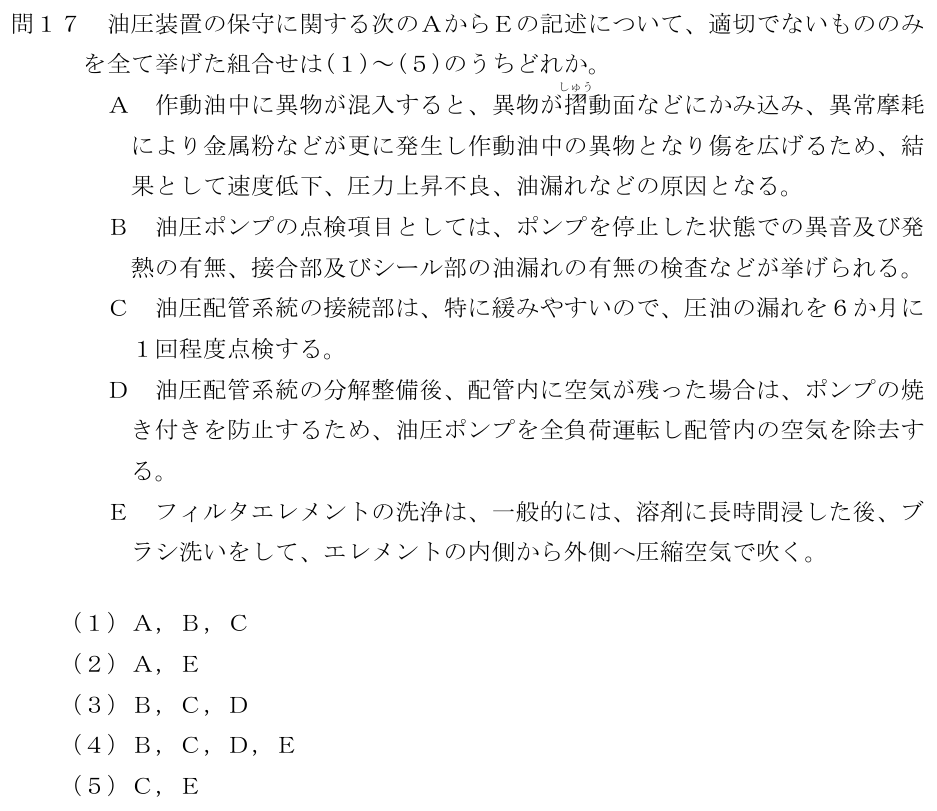 問１７　油圧装置の保守に関する次のＡからＥの記述について、適切でないもののみ
を全て挙げた組合せは(１)～(５)のうちどれか。
Ａ　作動油中に異物が混入すると、異物が摺しゅう動面などにかみ込み、異常摩耗
により金属粉などが更に発生し作動油中の異物となり傷を広げるため、結
果として速度低下、圧力上昇不良、油漏れなどの原因となる。
Ｂ　油圧ポンプの点検項目としては、ポンプを停止した状態での異音及び発
熱の有無、接合部及びシール部の油漏れの有無の検査などが挙げられる。
Ｃ　油圧配管系統の接続部は、特に緩みやすいので、圧油の漏れを６か月に
１回程度点検する。
Ｄ　油圧配管系統の分解整備後、配管内に空気が残った場合は、ポンプの焼
き付きを防止するため、油圧ポンプを全負荷運転し配管内の空気を除去す
る。
Ｅ　フィルタエレメントの洗浄は、一般的には、溶剤に長時間浸した後、ブ
ラシ洗いをして、エレメントの内側から外側へ圧縮空気で吹く。
(１) Ａ，Ｂ，Ｃ
(２) Ａ，Ｅ
(３) Ｂ，Ｃ，Ｄ
(４) Ｂ，Ｃ，Ｄ，Ｅ
(５) Ｃ，Ｅ